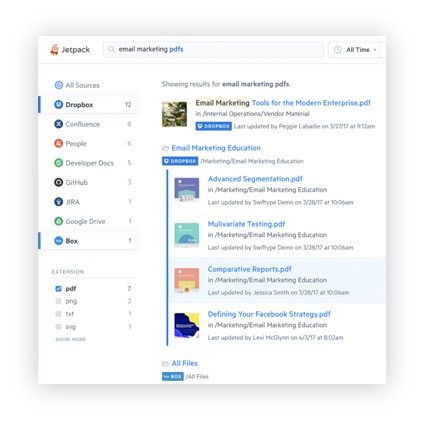 Jetpack
email marketing pdfs
All Time
All Sources
Dropbox 12
Confluence 8
People 6
Developer Docs 5
GitHub 3
JIRA 1
Google Drive 1
Box 1
EXTENSION
pdf 7
png 2
txt 1
svg 1
SHOW MORE
Showing results for email marketing pdfs.
Email Marketing Tools for the Modern Enterprise.pdf
in /Internal Operations/Vendor Material
DROPBOX Last updated by Peggie Labadie on 3/27/17 at 9:12am
Email Marketing Education
DROPBOX /Marketing/Email Marketing Education
Advanced Segmentation.pdf
in /Marketing/Email Marketing Education
Last updated by Swiftype Demo on 3/28/17 at 10:06am
Mulivariate Testing.pdf
in /Marketing/Email Marketing Education
Last updated by Swiftype Demo on 3/28/17 at 10:06am
Comparative Reports.pdf
in /Marketing/Email Marketing Education
Last updated by Jessica Smith on 3/28/17 at 10:06am
Defining Your Facebook Strategy.pdf
in /Marketing/Email Marketing Education
Last updated by Levi McGlynn on 4/3/17 at 8:02am
All Files
BOX /All Files